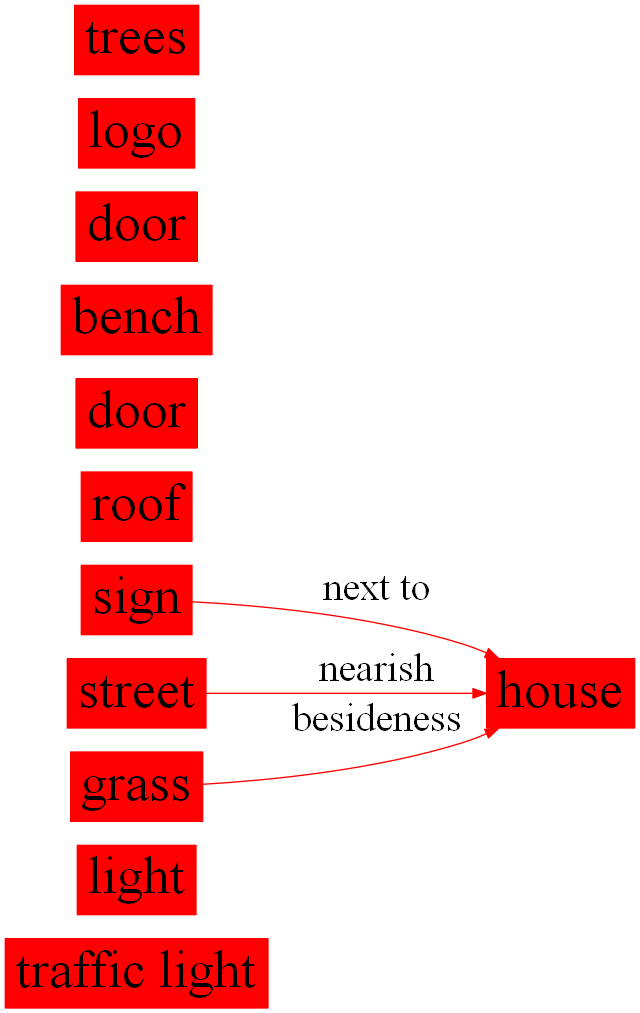 trees
logo
door
bench
door
roof
sign
next to
street
nearish
house
besideness
grass
light
traffic light